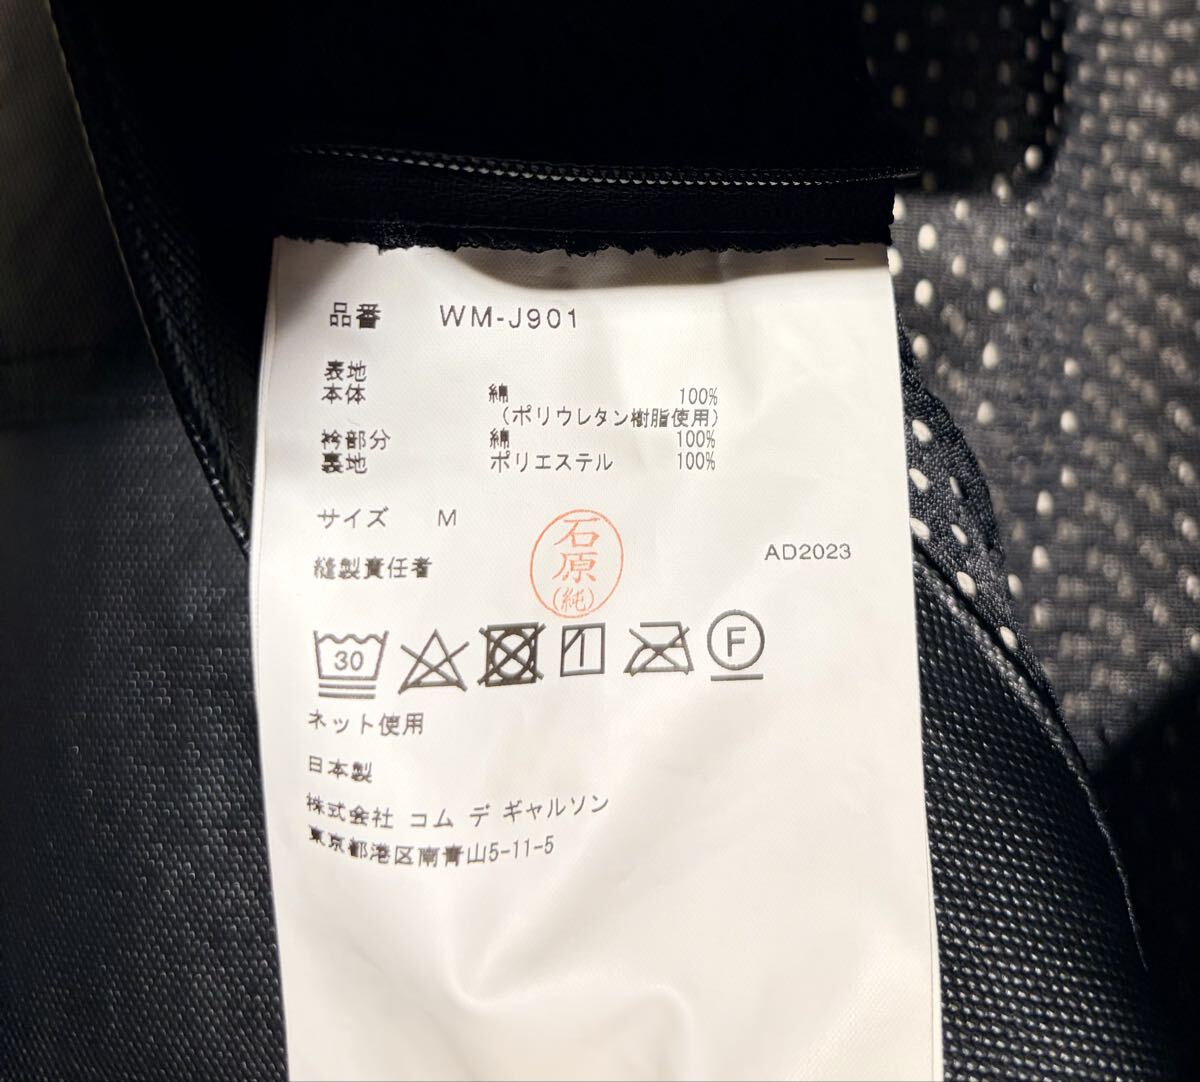 品番 WM-J901
表地
本体 綿 100%
(ポリウレタン樹脂使用)
衿部分 綿 100%
裏地 ポリエステル 100%
サイズ M
縫製責任者 石原(純) AD2023
30 F
ネット使用
日本製
株式会社 コム デ ギャルソン
東京都港区南青山5-11-5